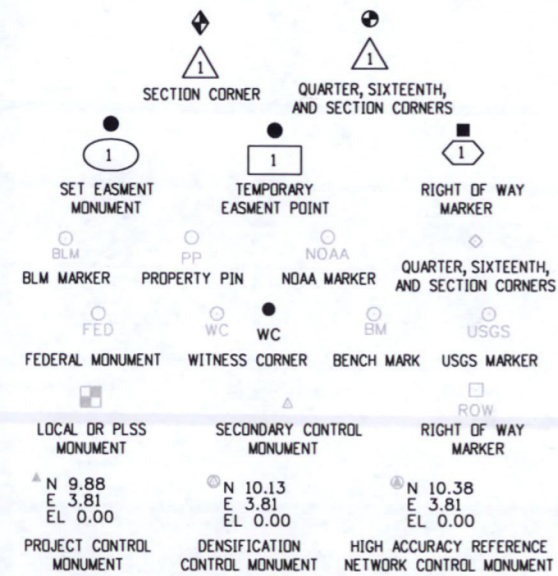 1
1
SECTION CORNER
QUARTER, SIXTEENTH,
AND SECTION CORNERS
1
1
1
SET EASMENT
MONUMENT
TEMPORARY
EASMENT POINT
RIGHT OF WAY
MARKER
BLM
PP
NOAA
BLM MARKER
PROPERTY PIN
NOAA MARKER
QUARTER, SIXTEENTH,
AND SECTION CORNERS
FED
WC
WC
BM
USGS
FEDERAL MONUMENT
WITNESS CORNER
BENCH MARK
USGS MARKER
ROW
LOCAL OR PLSS
MONUMENT
SECONDARY CONTROL
MONUMENT
RIGHT OF WAY
MARKER
N 9.88
E 3.81
EL 0.00
N 10.13
E 3.81
EL 0.00
N 10.38
E 3.81
EL 0.00
PROJECT CONTROL
MONUMENT
DENSIFICATION
CONTROL MONUMENT
HIGH ACCURACY REFERENCE
NETWORK CONTROL MONUMENT